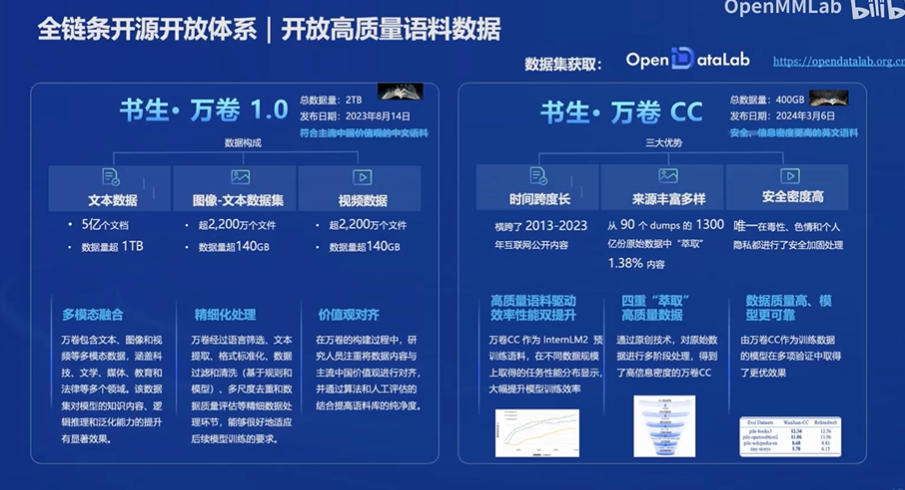 OpenMMLab bilib
全链条开源开放体系｜开放高质量语料数据
数据集获取：
OpenDataLab
https://opendatalab.org.cn
书生·万卷 1.0
总数据量：2TB
发布日期：2023年8月14日
符合主流中国价值观的中文语料
数据构成
文本数据
图像-文本数据集
视频数据
• 5亿个文档
• 数据量超 1TB
• 超2,200万个文件
• 数据量超140GB
• 超2,200万个文件
• 数据量超140GB
多模态融合
万卷包含文本、图像和视
频等多模态数据，涵盖科
技、文学、媒体、教育和
法律等多个领域。该数据
集对模型的知识内容、逻
辑推理和泛化能力的提升
有显著效果。
精细化处理
万卷经过语言筛选、文本
提取、格式标准化、数据
过滤和清洗（基于规则和
模型）、多尺度去重和数
据质量评估等精细数据处
理环节，能够很好地适应
后续模型训练的要求。
价值观对齐
在万卷的构建过程中，研
究人员注重将数据内容与
主流中国价值观进行对齐，
并通过算法和人工评估的
结合提高语料库的纯净度。
书生·万卷 CC
总数据量：400GB
发布日期：2024年3月6日
安全、信息密度更高的英文语料
三大优势
时间跨度长
来源丰富多样
安全密度高
横跨了 2013-2023
年互联网公开内容
从 90 个 dumps 的 1300
亿份原始数据中“萃取”
1.38% 内容
唯一在毒性、色情和个人
隐私都进行了安全加固处理
高质量语料驱动
效率性能双提升
万卷CC 作为 InternLM2 预
训练语料，在不同数据规模
上取得的任务性能分布显示，
大幅提升模型训练效率
四重“萃取”
高质量数据
通过原创技术，对原始数
据进行多阶段处理，得到
了高信息密度的万卷CC
数据质量高、模
型更可靠
由万卷CC作为训练数据
的模型在多项验证中取得
了更优效果
Eval Datasets Wanjuan-CC Refinedweb